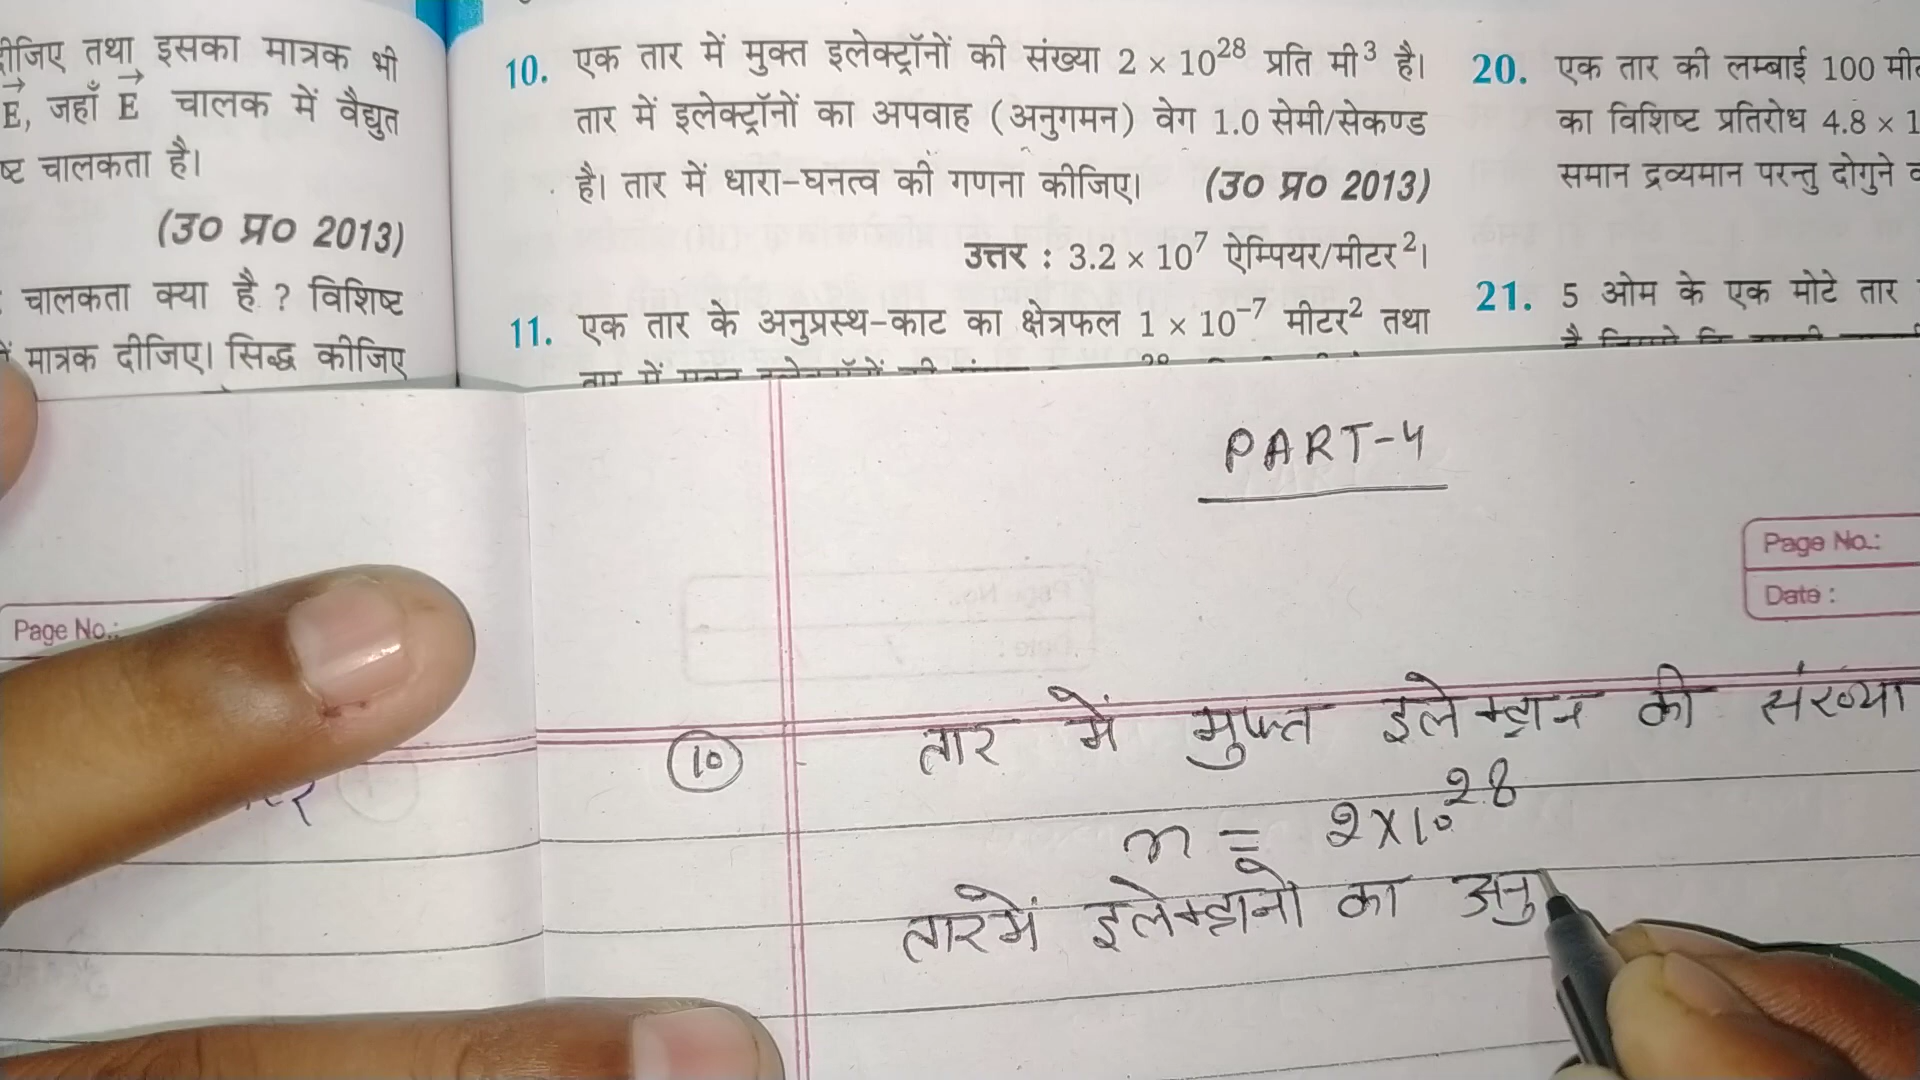 ीजिए तथा इसका मात्रक भी
E, जहाँ E चालक में वैद्युत
ष्ट चालकता है।
(उ० प्र० 2013)
चालकता क्या है ? विशिष्ट
मात्रक दीजिए। सिद्ध कीजिए
10. एक तार में मुक्त इलेक्ट्रॉनों की संख्या 2 × 10²⁸ प्रति मी³ है।
तार में इलेक्ट्रॉनों का अपवाह (अनुगमन) वेग 1.0 सेमी/सेकण्ड
है। तार में धारा-घनत्व की गणना कीजिए। (उ० प्र० 2013)
उत्तर : 3.2 × 10⁷ ऐम्पियर/मीटर²।
11. एक तार के अनुप्रस्थ-काट का क्षेत्रफल 1 × 10⁻⁷ मीटर² तथा
20. एक तार की लम्बाई 100 मी
का विशिष्ट प्रतिरोध 4.8 × 1
समान द्रव्यमान परन्तु दोगुने
21. 5 ओम के एक मोटे तार
PART-4
Page No.:
Date :
Page No.:
10 तार में मुक्त इलेक्ट्रान की संख्या
n = 2×10²⁸
तारमें इलेक्ट्रानो का अनु